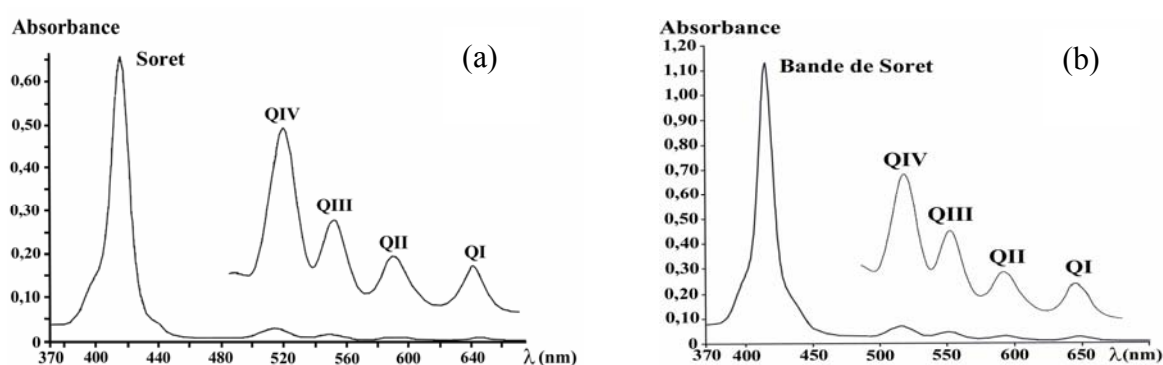 Absorbance
(a)
Soret
0,60
0,50
0,40
0,30
0,20
0,10
0
QIV
QIII
QII
QI
370 400 440 480 520 560 600 640 λ (nm)
Absorbance
(b)
1,20
1,10
1,00
0,90
0,80
0,70
0,60
0,50
0,40
0,30
0,20
0,10
0
Bande de Soret
QIV
QIII
QII
QI
370 400 450 500 550 600 650 λ(nm)